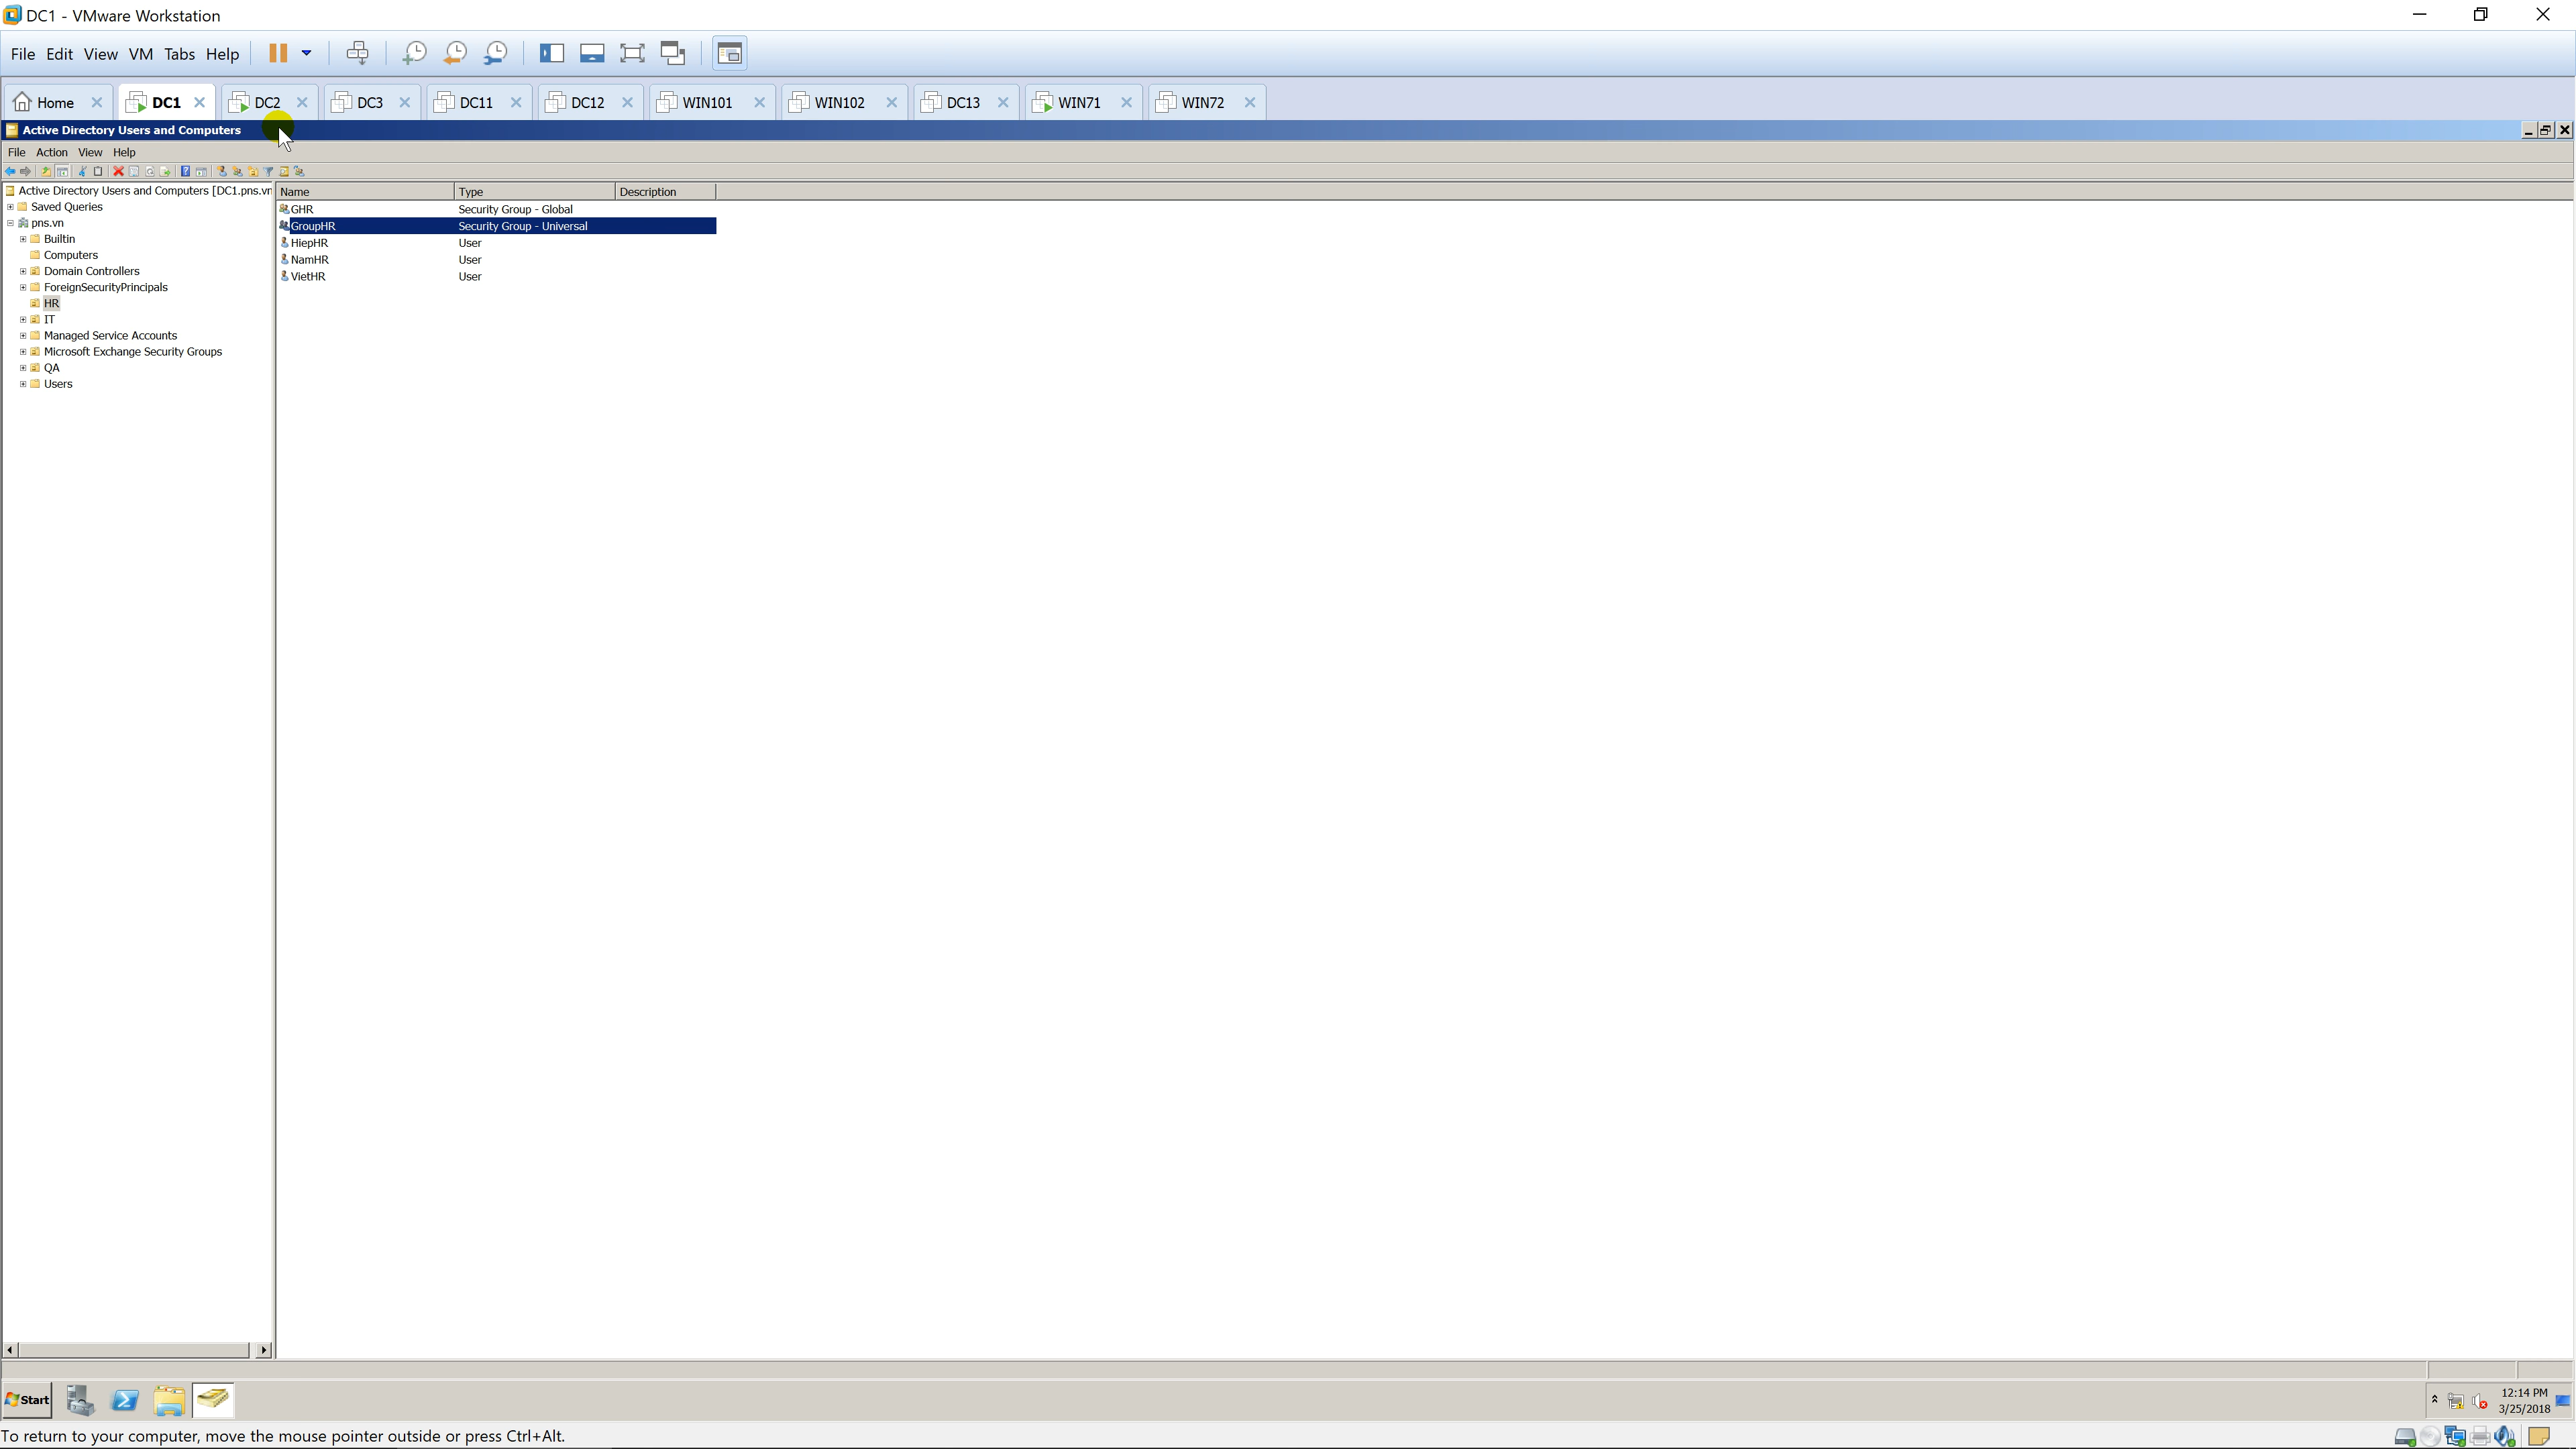 DC1 - VMware Workstation
File Edit View VM Tabs Help
Home DC1 DC2 DC3 DC11 DC12 WIN101 WIN102 DC13 WIN71 WIN72
Active Directory Users and Computers
File Action View Help
Active Directory Users and Computers [DC1.pns.vn
Saved Queries
pns.vn
Builtin
Computers
Domain Controllers
ForeignSecurityPrincipals
HR
IT
Managed Service Accounts
Microsoft Exchange Security Groups
QA
Users
Name Type Description
GHR Security Group - Global
GroupHR Security Group - Universal
HiepHR User
NamHR User
VietHR User
Start
12:14 PM
3/25/2018
To return to your computer, move the mouse pointer outside or press Ctrl+Alt.